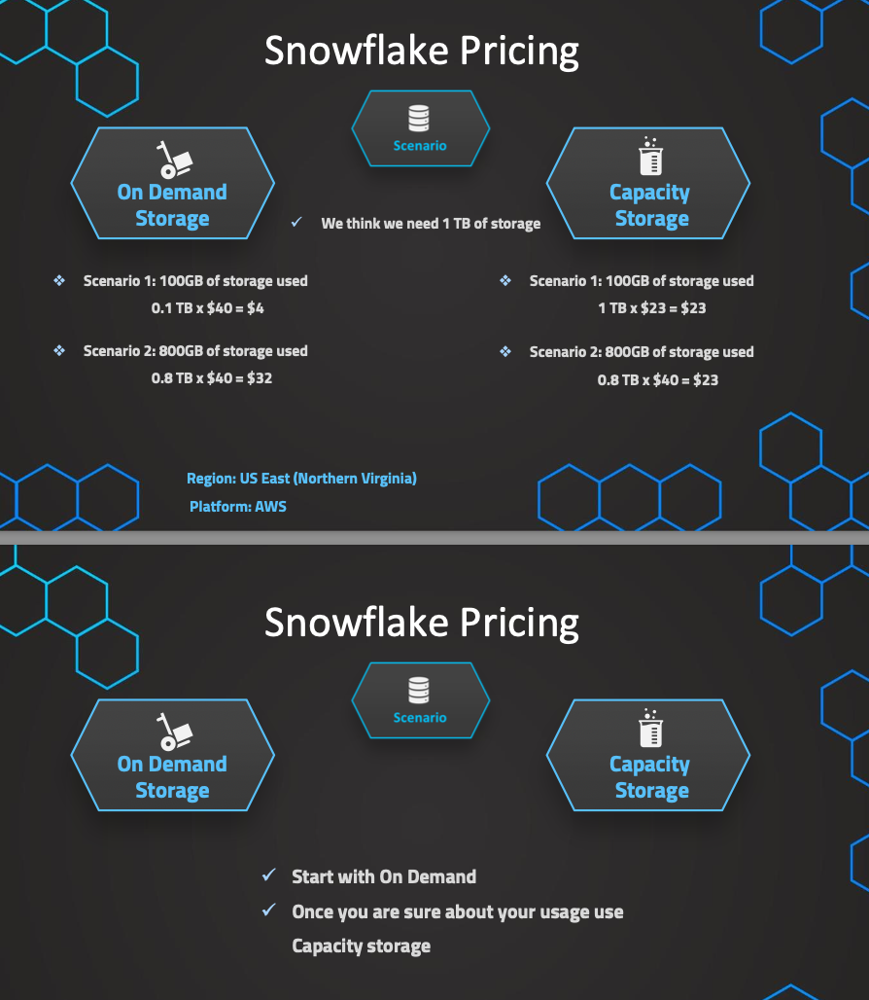 Snowflake Pricing
Scenario
On Demand
Storage
Capacity
Storage
We think we need 1 TB of storage
Scenario 1: 100GB of storage used
0.1 TB x $40 = $4
Scenario 2: 800GB of storage used
0.8 TB x $40 = $32
Scenario 1: 100GB of storage used
1 TB x $23 = $23
Scenario 2: 800GB of storage used
0.8 TB x $40 = $23
Region: US East (Northern Virginia)
Platform: AWS
Snowflake Pricing
Scenario
On Demand
Storage
Capacity
Storage
Start with On Demand
Once you are sure about your usage use
Capacity storage